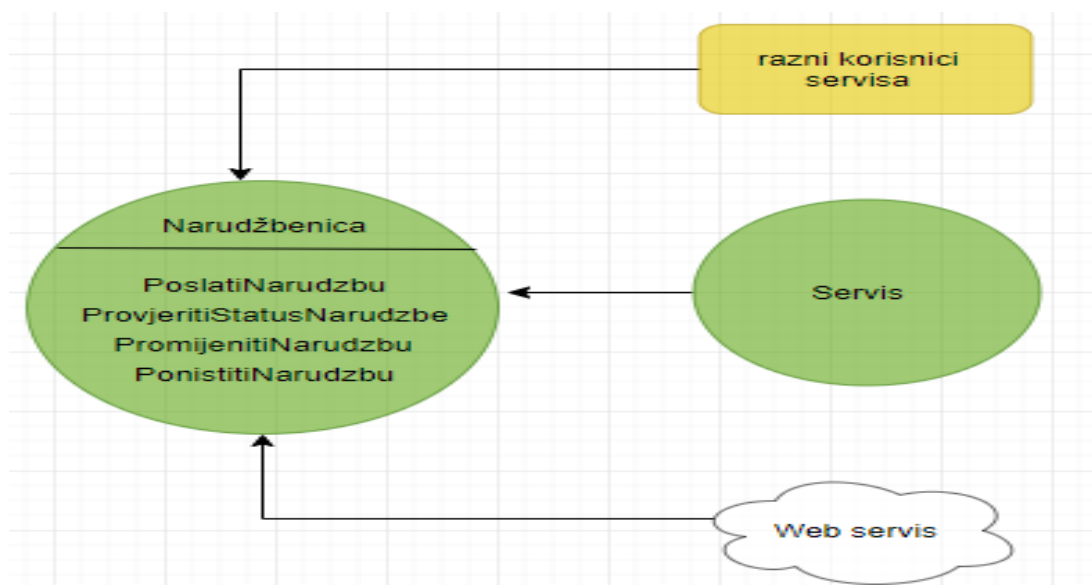 razni korisnici
servisa
Narudžbenica
PoslatiNarudzbu
ProvjeritiStatusNarudzbe
PromijenitiNarudzbu
PonistitiNarudzbu
Servis
Web servis